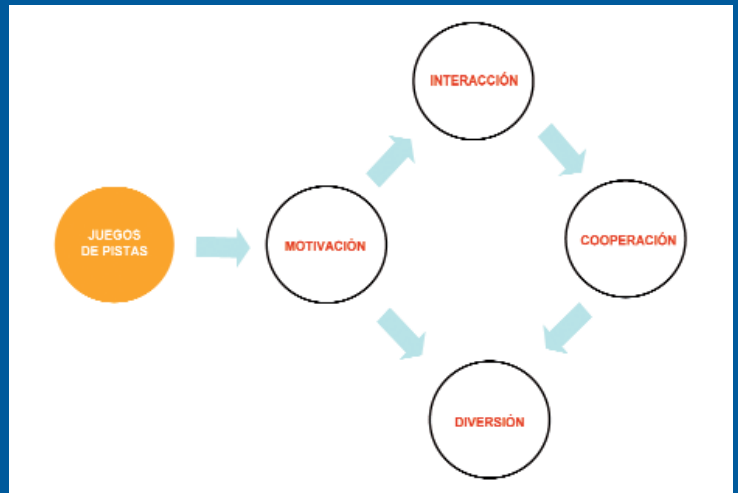 INTERACCIÓN
JUEGOS
DE PISTAS
MOTIVACIÓN
COOPERACIÓN
DIVERSIÓN